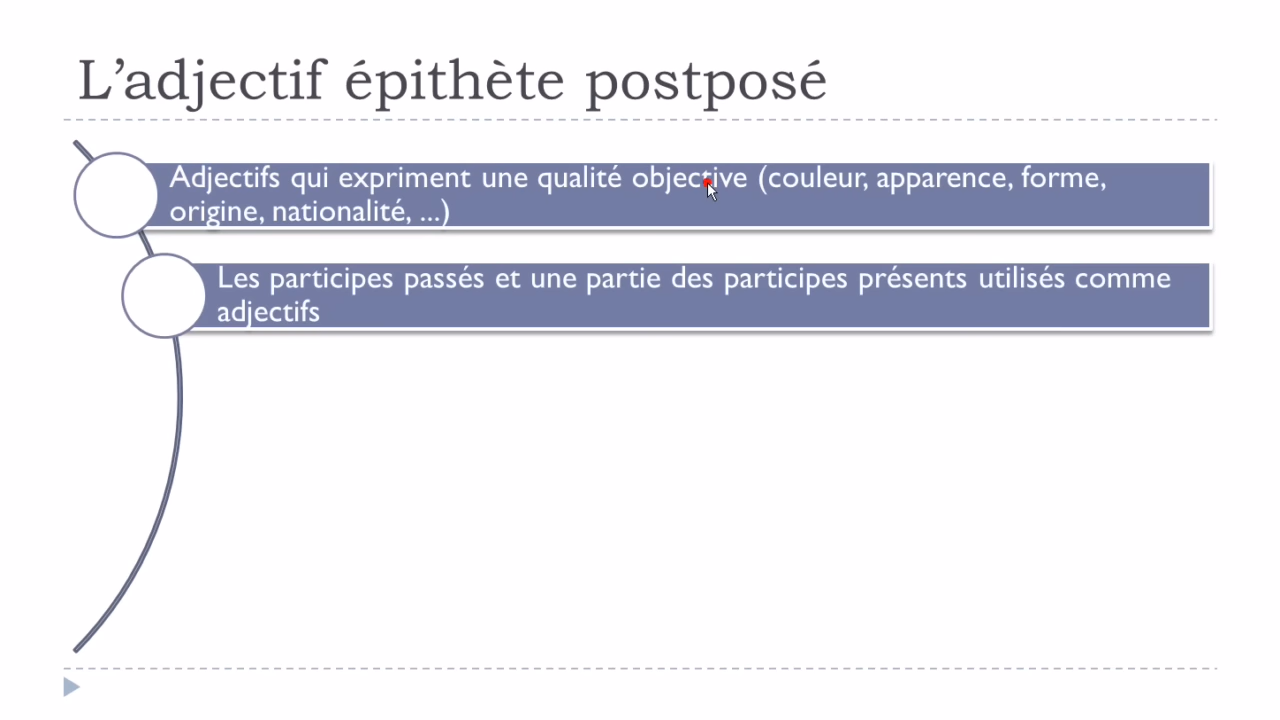 L’adjectif épithète postposé
Adjectifs qui expriment une qualité objective (couleur, apparence, forme,
origine, nationalité, ...)
Les participes passés et une partie des participes présents utilisés comme
adjectifs